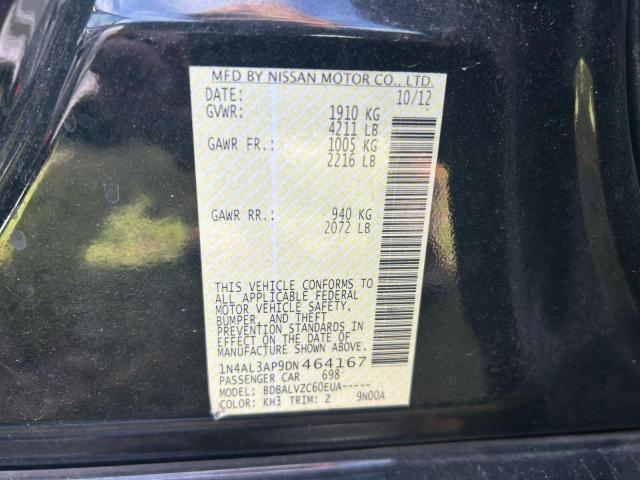 MFD BY NISSAN MOTOR CO., LTD.
DATE: 10/12
GVWR: 1910 KG
4211 LB
GAWR FR.: 1005 KG
2216 LB
GAWR RR.: 940 KG
2072 LB
THIS VEHICLE CONFORMS TO
ALL APPLICABLE FEDERAL
MOTOR VEHICLE SAFETY,
BUMPER, AND THEFT
PREVENTION STANDARDS IN
EFFECT ON THE DATE OF
MANUFACTURE SHOWN ABOVE.
1N4AL3AP9DN464167
PASSENGER CAR 698
MODEL: BDBALVZC60EUA-----
COLOR: KH3 TRIM: Z 9N00A